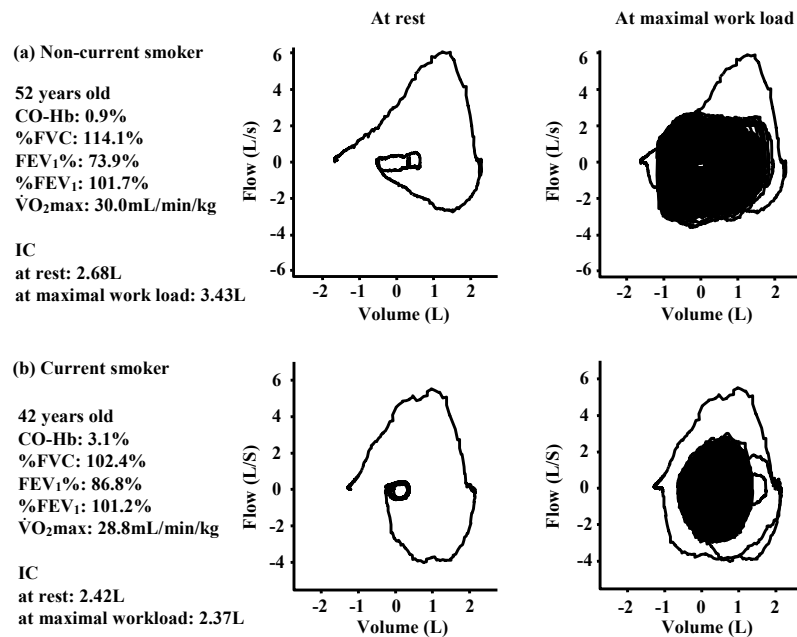 At rest
At maximal work load
(a) Non-current smoker
52 years old
CO-Hb: 0.9%
%FVC: 114.1%
FEV₁%: 73.9%
%FEV₁: 101.7%
V̇O₂max: 30.0mL/min/kg
IC
at rest: 2.68L
at maximal work load: 3.43L
Flow (L/s)
6
4
2
0
-2
-4
-6
-2 -1 0 1 2
Volume (L)
Flow (L/s)
6
4
2
0
-2
-4
-6
-2 -1 0 1 2
Volume (L)
(b) Current smoker
42 years old
CO-Hb: 3.1%
%FVC: 102.4%
FEV₁%: 86.8%
%FEV₁: 101.2%
V̇O₂max: 28.8mL/min/kg
IC
at rest: 2.42L
at maximal workload: 2.37L
Flow (L/S)
6
4
2
0
-2
-4
-2 -1 0 1 2
Volume (L)
Flow (L/S)
6
4
2
0
-2
-4
-2 -1 0 1 2
Volume (L)